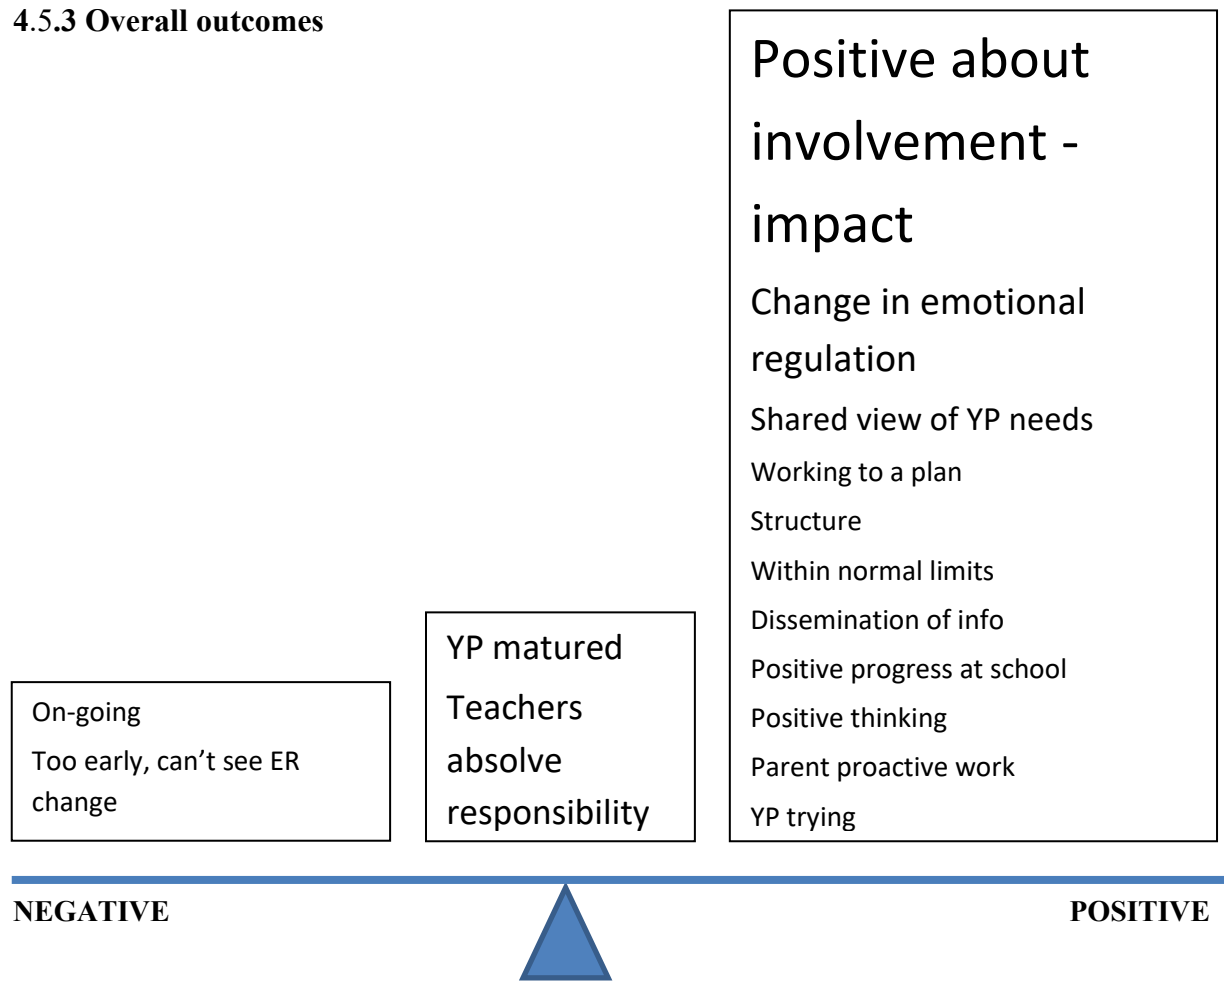 4.5.3 Overall outcomes
Positive about
involvement -
impact
Change in emotional
regulation
Shared view of YP needs
Working to a plan
Structure
Within normal limits
Dissemination of info
Positive progress at school
Positive thinking
Parent proactive work
YP trying
YP matured
Teachers
absolve
responsibility
On-going
Too early, can’t see ER
change
NEGATIVE
POSITIVE